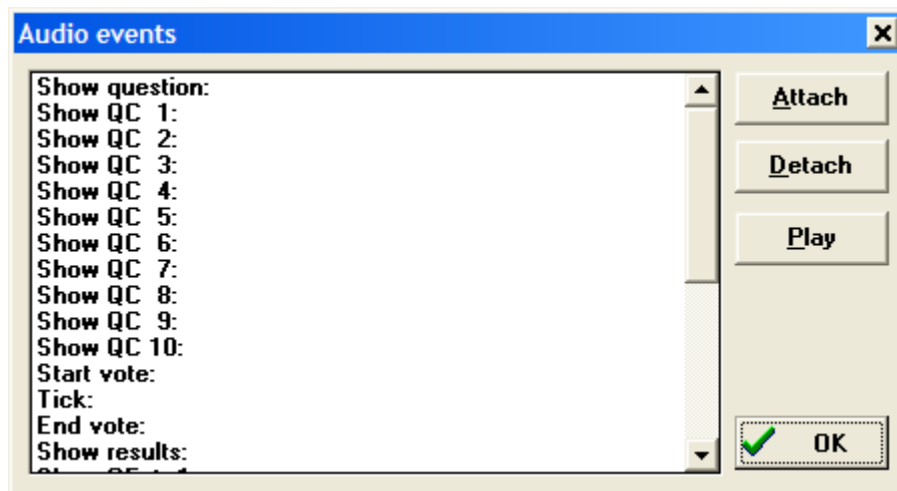 Audio events
Show question:
Show QC 1:
Show QC 2:
Show QC 3:
Show QC 4:
Show QC 5:
Show QC 6:
Show QC 7:
Show QC 8:
Show QC 9:
Show QC 10:
Start vote:
Tick:
End vote:
Show results:
Attach
Detach
Play
OK